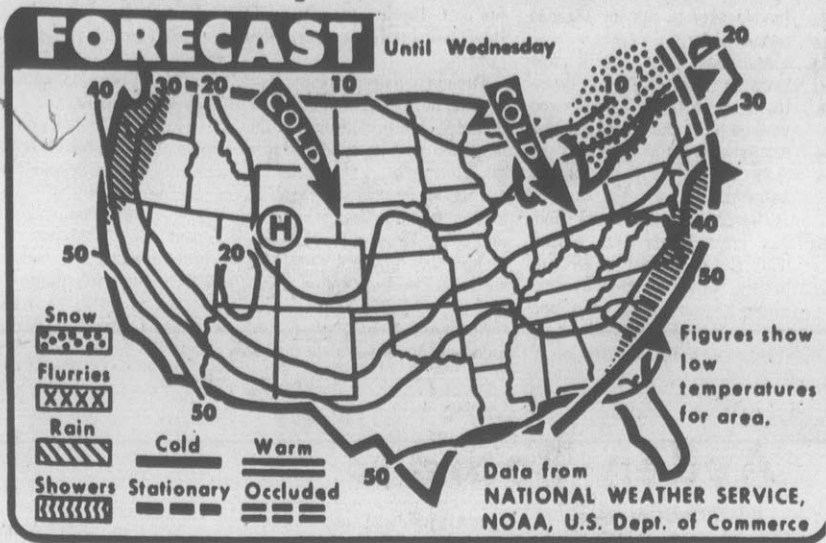 FORECAST Until Wednesday
40 30 20 10 10 20
30
COLD COLD
H
20
40
50 50
50
50
Snow
Flurries
Rain
Showers
Cold Warm
Stationary Occluded
Figures show
low
temperatures
for area.
Data from
NATIONAL WEATHER SERVICE,
NOAA, U.S. Dept. of Commerce